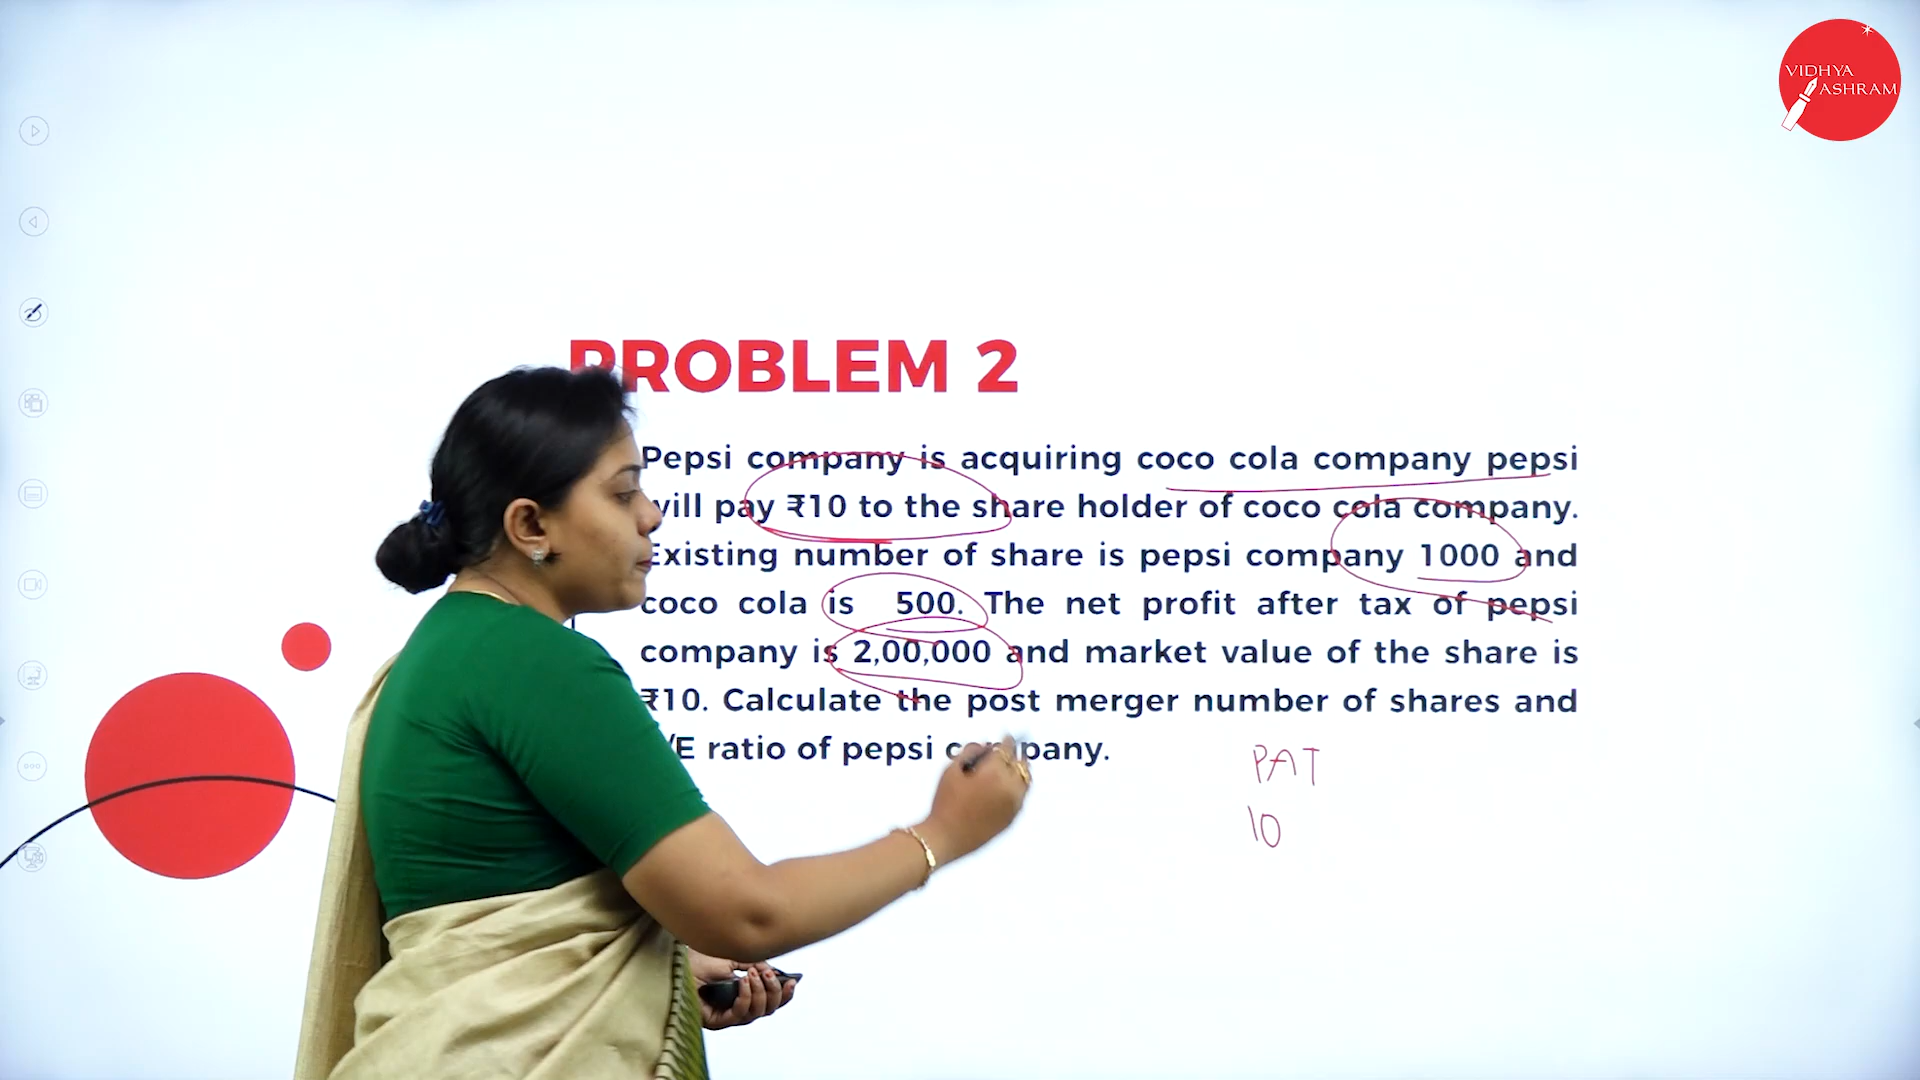 VIDHYA
ASHRAM
PROBLEM 2
Pepsi company is acquiring coco cola company pepsi
will pay ₹10 to the share holder of coco cola company.
Existing number of share is pepsi company 1000 and
coco cola is 500. The net profit after tax of pepsi
company is 2,00,000 and market value of the share is
₹10. Calculate the post merger number of shares and
/E ratio of pepsi company.
PAT
10